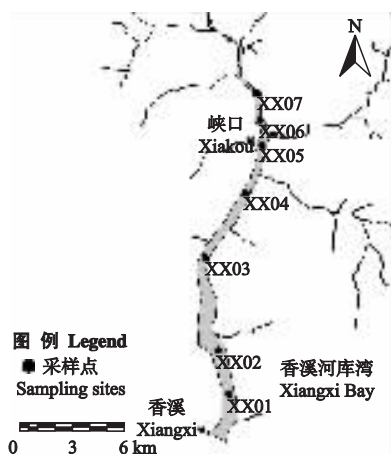 N
XX07
峡口
XX06
Xiakou
XX05
XX04
XX03
图 例 Legend
采样点
Sampling sites
XX02
香溪河库湾
Xiangxi Bay
XX01
香溪
Xiangxi
0 3 6 km